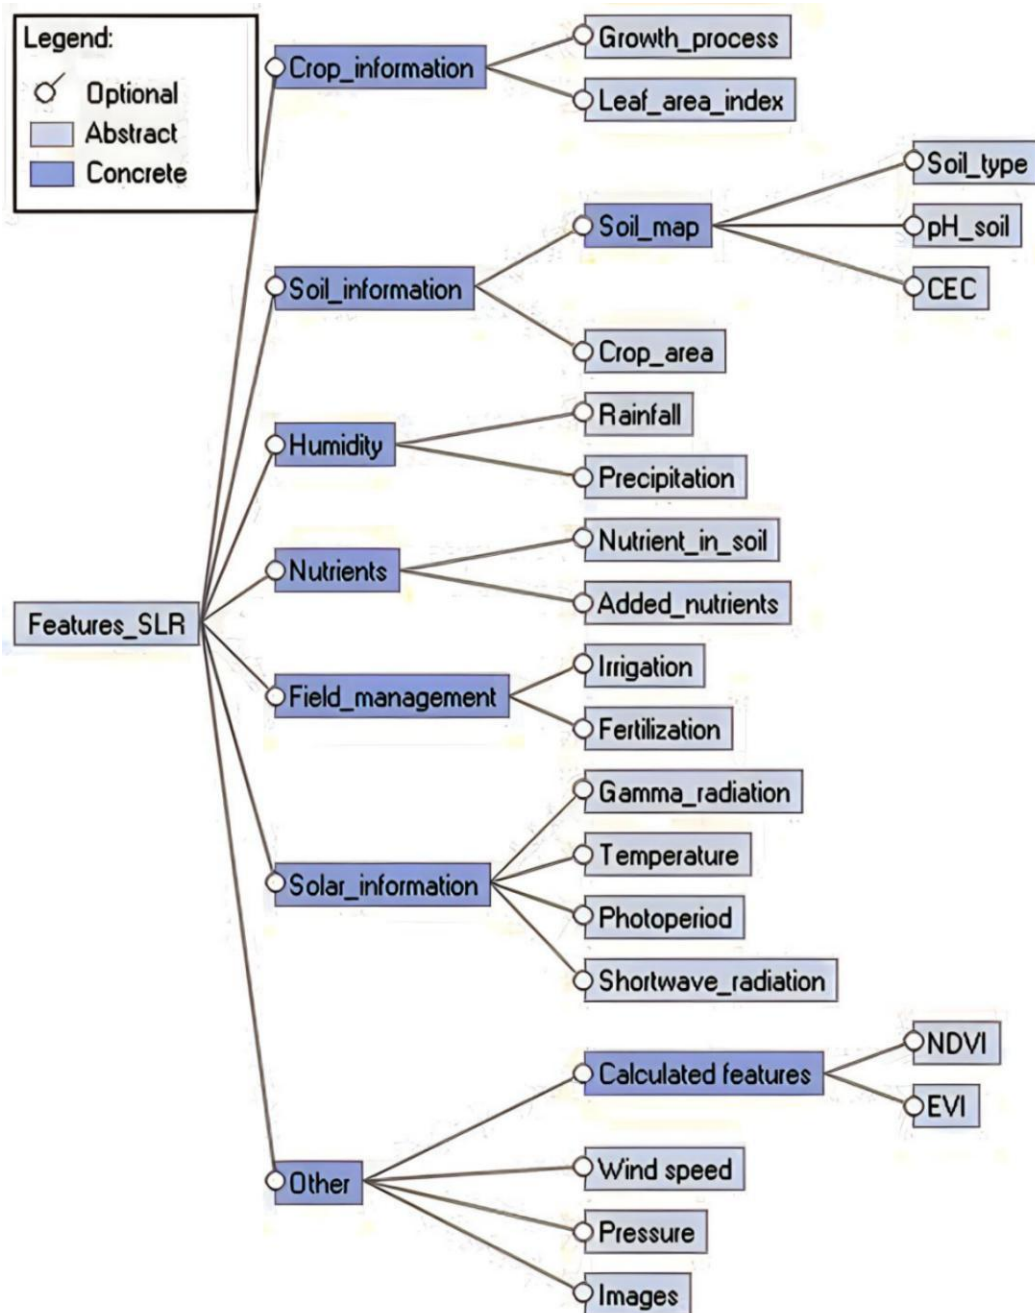 Legend:
Optional
Abstract
Concrete
Crop_information
Growth_process
Leaf_area_index
Soil_type
Soil_map
pH_soil
Soil_information
CEC
Crop_area
Humidity
Rainfall
Precipitation
Nutrients
Nutrient_in_soil
Added_nutrients
Features_SLR
Field_management
Irrigation
Fertilization
Solar_information
Gamma_radiation
Temperature
Photoperiod
Shortwave_radiation
Calculated features
NDVI
EVI
Other
Wind speed
Pressure
Images